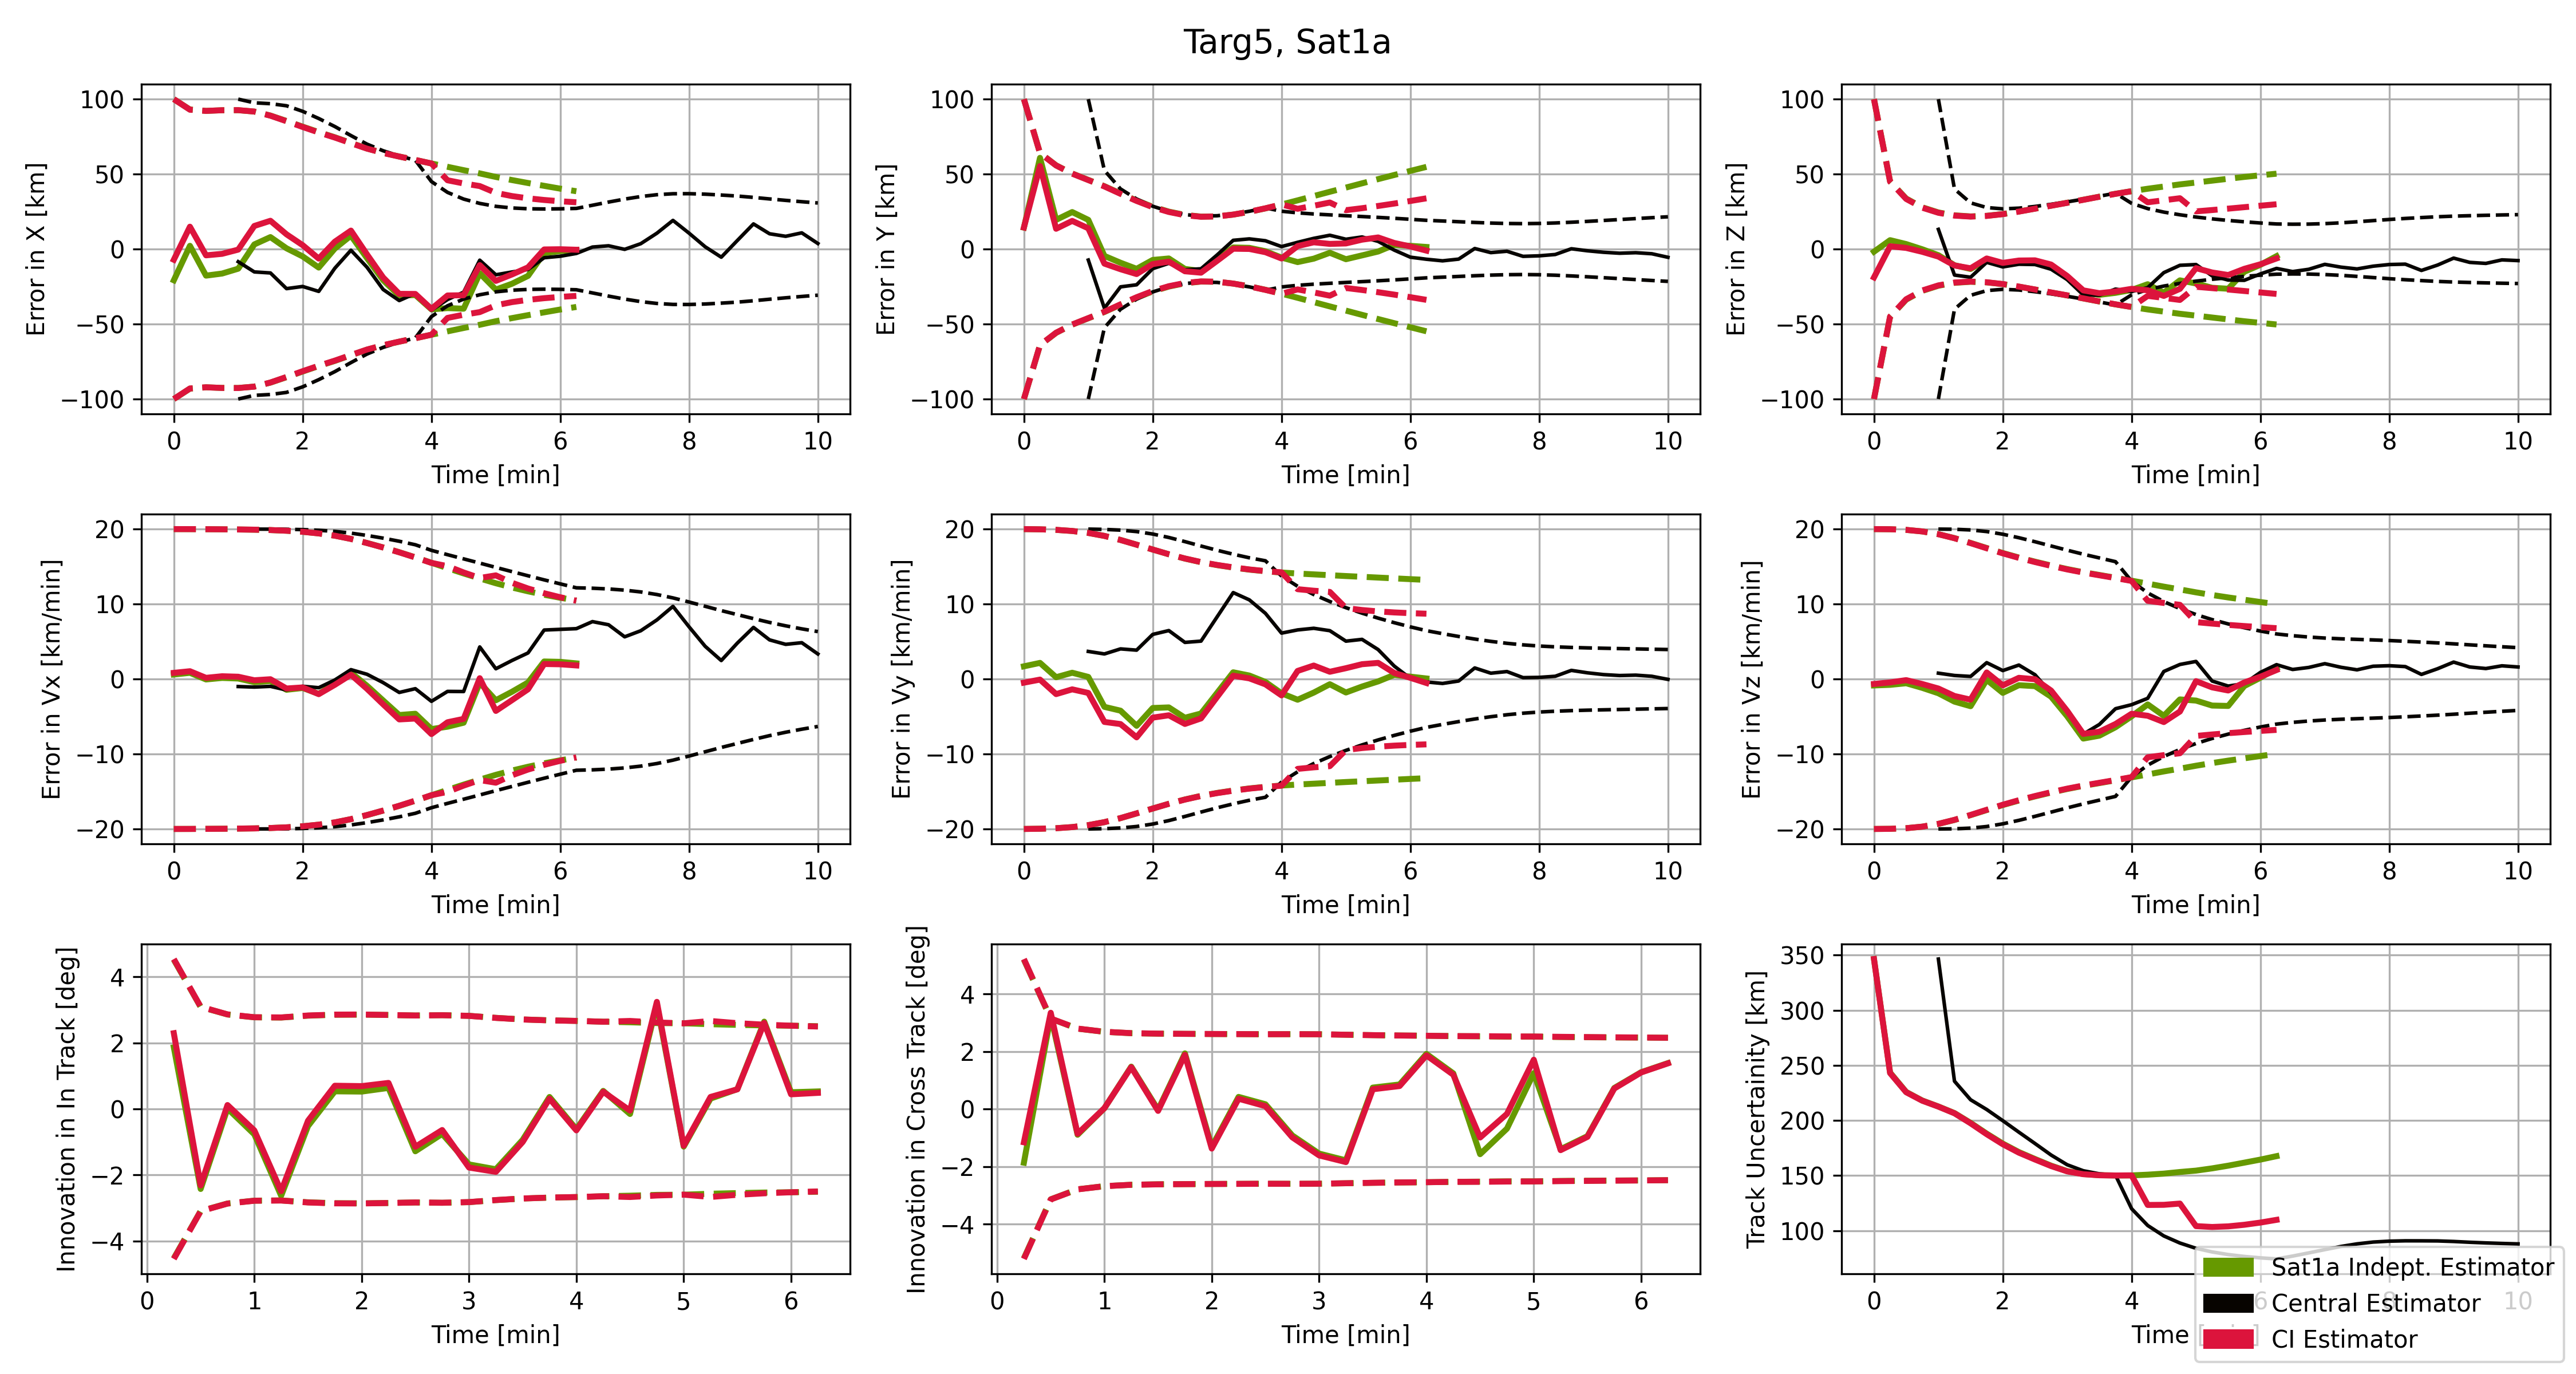 Targ5, Sat1a
Error in X [km]
100
50
0
−50
−100
0 2 4 6 8 10
Time [min]
Error in Y [km]
100
50
0
−50
−100
0 2 4 6 8 10
Time [min]
Error in Z [km]
100
50
0
−50
−100
0 2 4 6 8 10
Time [min]
Error in Vx [km/min]
20
10
0
−10
−20
0 2 4 6 8 10
Time [min]
Error in Vy [km/min]
20
10
0
−10
−20
0 2 4 6 8 10
Time [min]
Error in Vz [km/min]
20
10
0
−10
−20
0 2 4 6 8 10
Time [min]
Innovation in In Track [deg]
4
2
0
−2
−4
0 1 2 3 4 5 6
Time [min]
Innovation in Cross Track [deg]
4
2
0
−2
−4
0 1 2 3 4 5 6
Time [min]
Track Uncertainity [km]
350
300
250
200
150
100
0 2 4 6 8 10
Time [min]
Sat1a Indept. Estimator
Central Estimator
CI Estimator